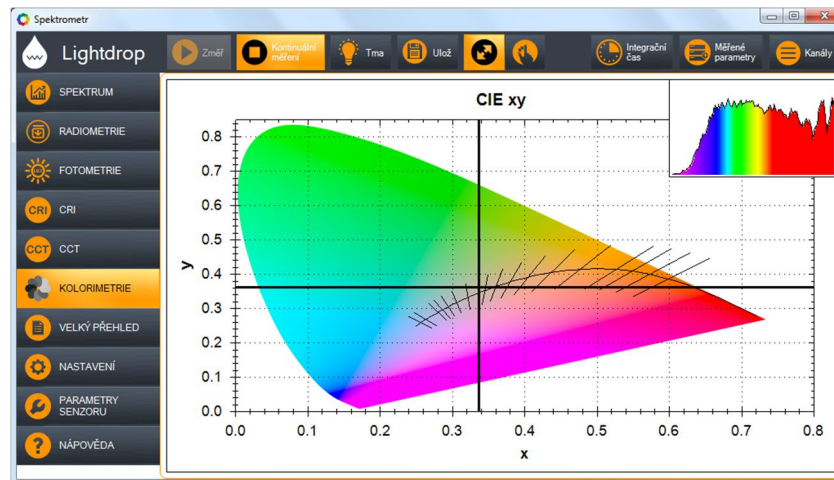 Spektrometr
Lightdrop
Změř
Kontinuální
měření
Tma
Ulož
Integrační
čas
Měřené
parametry
Kanály
SPEKTRUM
RADIOMETRIE
FOTOMETRIE
CRI CRI
CCT CCT
KOLORIMETRIE
VELKÝ PŘEHLED
NASTAVENÍ
PARAMETRY
SENZORU
? NÁPOVĚDA
CIE xy
y
0.8
0.7
0.6
0.5
0.4
0.3
0.2
0.1
0.0
0.0 0.1 0.2 0.3 0.4 0.5 0.6 0.7 0.8
x